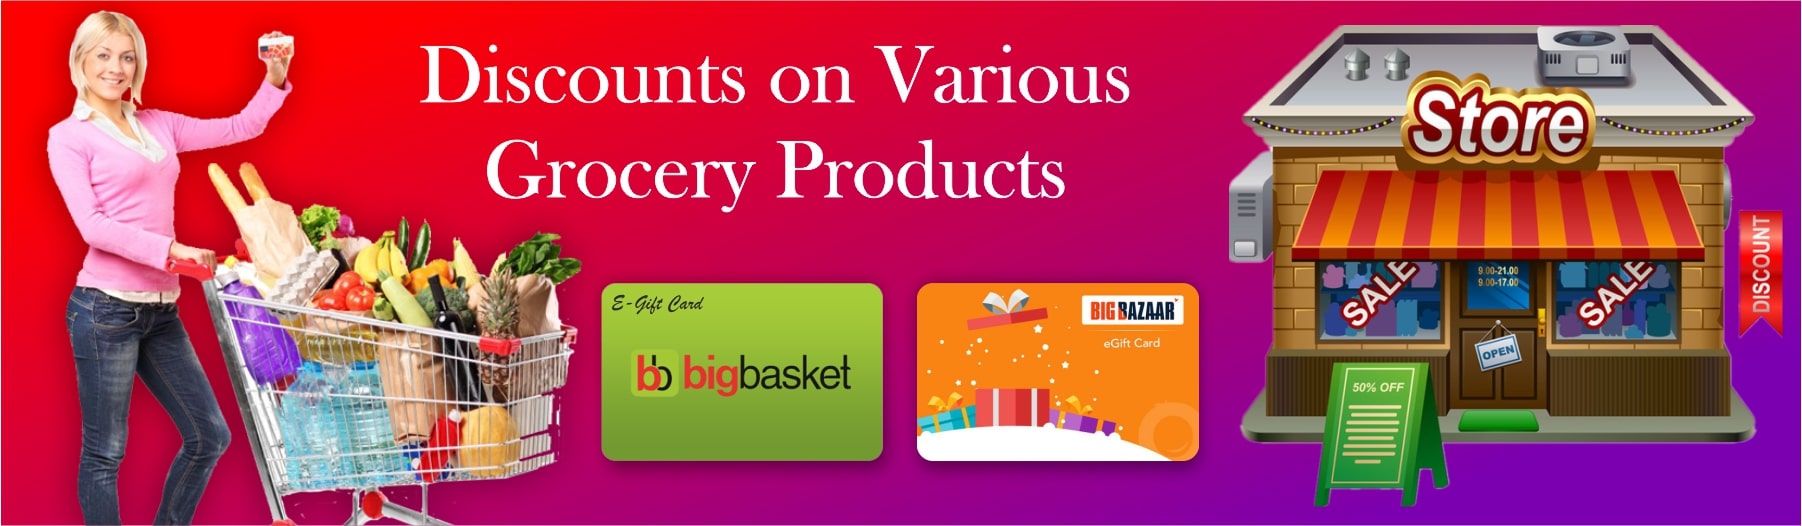 Discounts on Various
Grocery Products
E-Gift Card
bb bigbasket
BIG BAZAAR
eGift Card
Store
SALE
9.00-21.00
9.00-17.00
SALE
OPEN
50% OFF
DISCOUNT